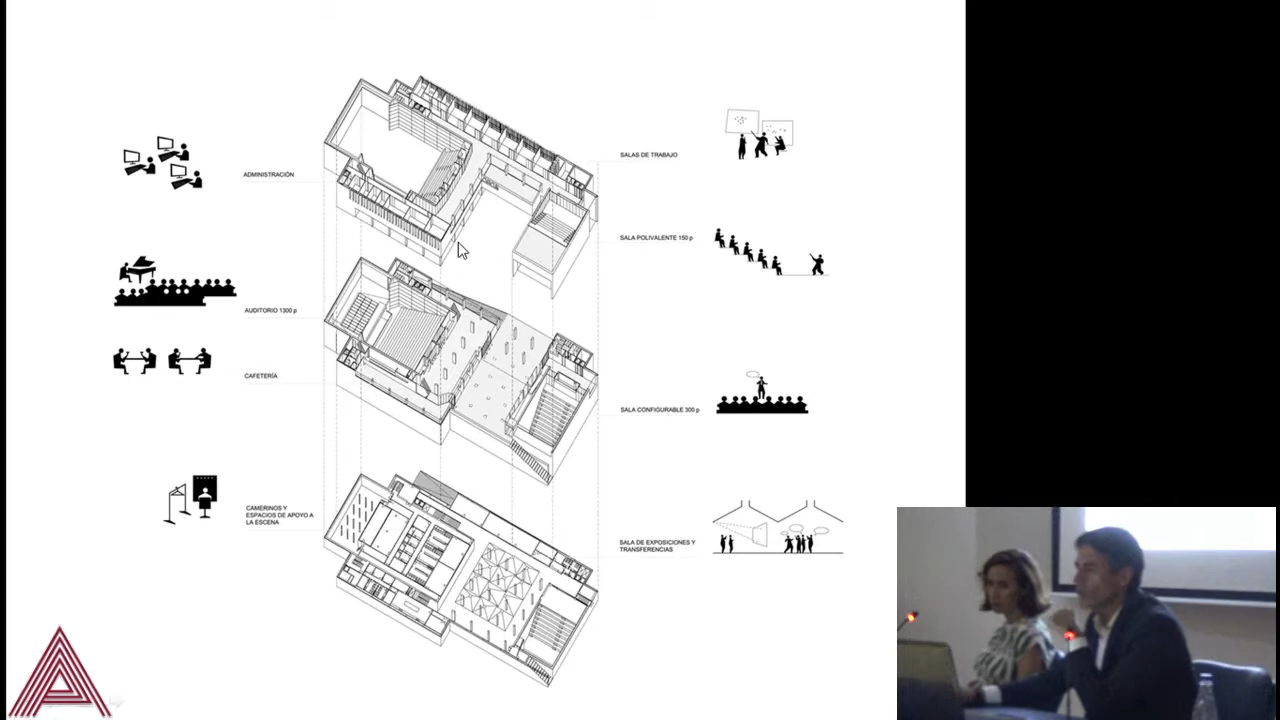 ADMINISTRACIÓN
AUDITORIO 1300 p
CAFETERÍA
CAMERINOS Y
ESPACIOS DE APOYO A
LA ESCENA
SALAS DE TRABAJO
SALA POLIVALENTE 150 p
SALA CONFIGURABLE 300 p
SALA DE EXPOSICIONES Y
TRANSFERENCIAS